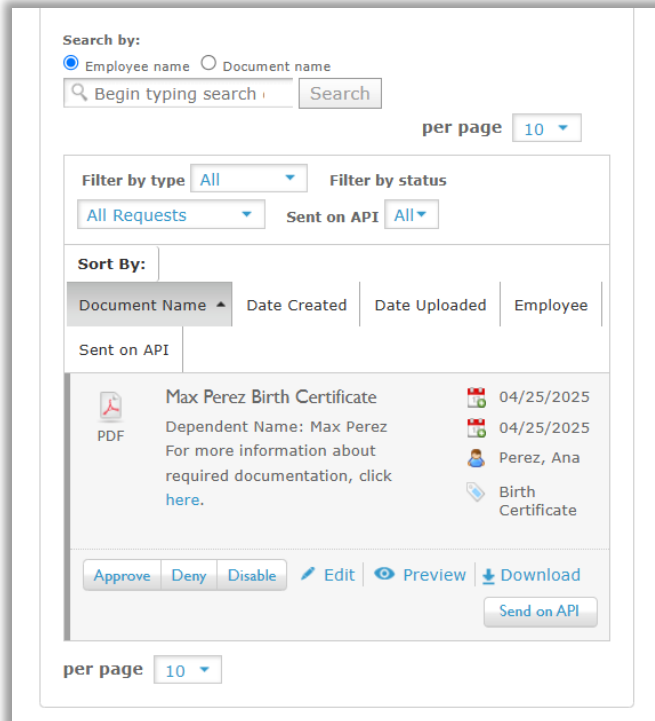 Search by:
Employee name Document name
Begin typing search Search
per page 10
Filter by type All Filter by status
All Requests Sent on API All
Sort By:
Document Name Date Created Date Uploaded Employee
Sent on API
PDF
Max Perez Birth Certificate
Dependent Name: Max Perez
For more information about
required documentation, click
here.
04/25/2025
04/25/2025
Perez, Ana
Birth
Certificate
Approve Deny Disable Edit Preview Download
Send on API
per page 10